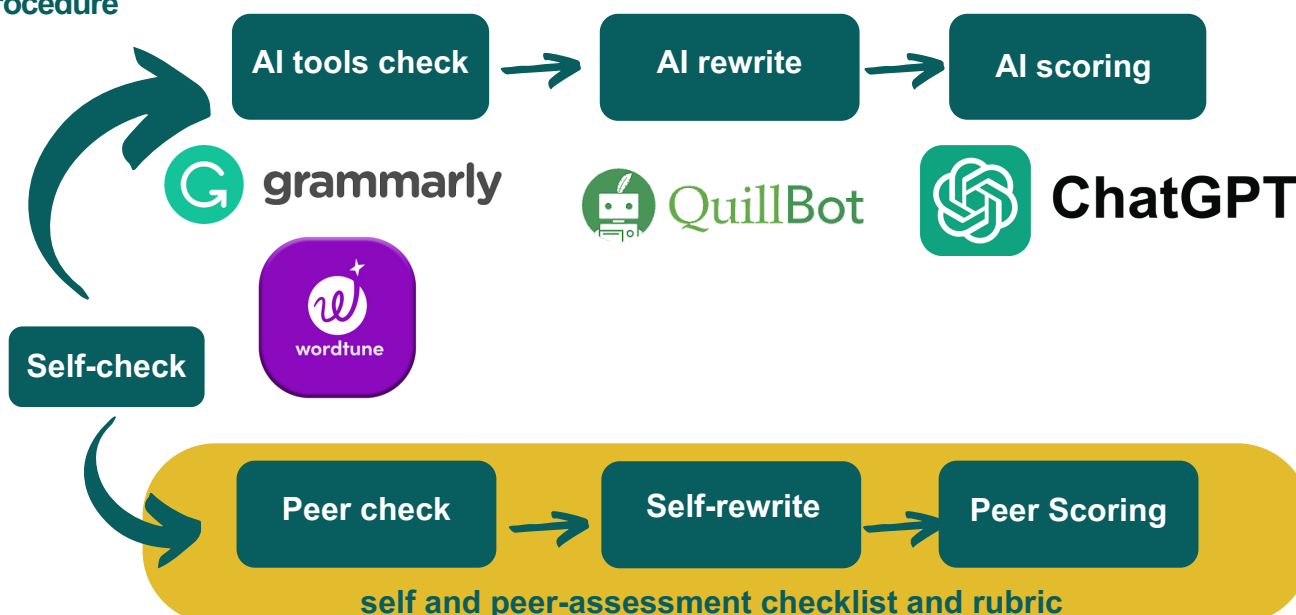 rocedure
AI tools check
AI rewrite
AI scoring
G grammarly
QuillBot
ChatGPT
w
wordtune
Self-check
Peer check
Self-rewrite
Peer Scoring
self and peer-assessment checklist and rubric